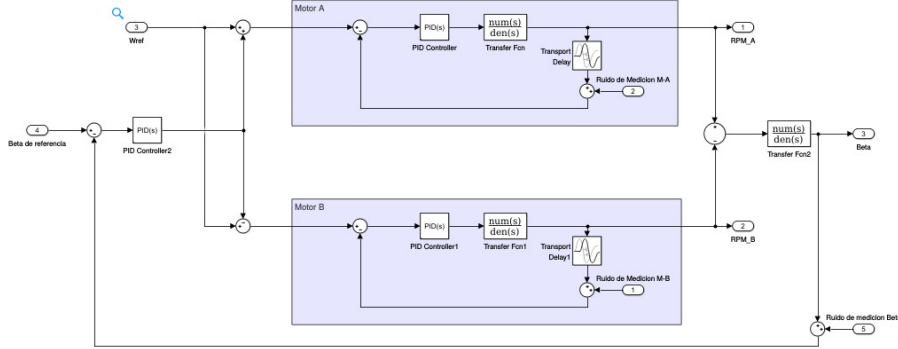 Motor A
3
Wref
PID(s)
PID Controller
num(s)
den(s)
Transfer Fcn
1
RPM_A
Transport
Delay
Ruido de Medicion M-A
2
4
Beta de referencia
PID(s)
PID Controller2
num(s)
den(s)
Transfer Fcn2
3
Beta
Motor B
PID(s)
PID Controller1
num(s)
den(s)
Transfer Fcn1
2
RPM_B
Transport
Delay1
Ruido de Medicion M-B
1
Ruido de medicion Beta
5